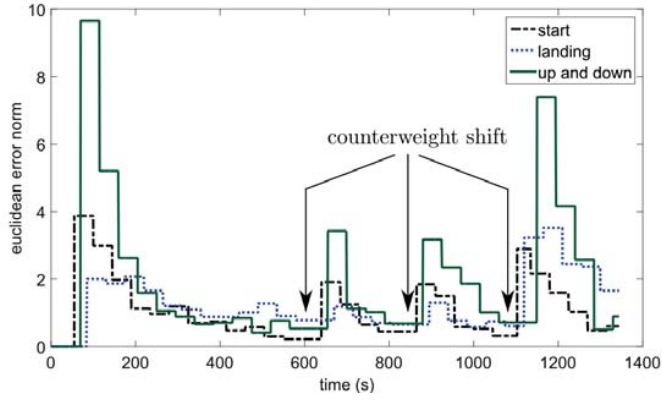 10
8
6
4
2
0
euclidean error norm
start
landing
up and down
counterweight shift
0 200 400 600 800 1000 1200 1400
time (s)